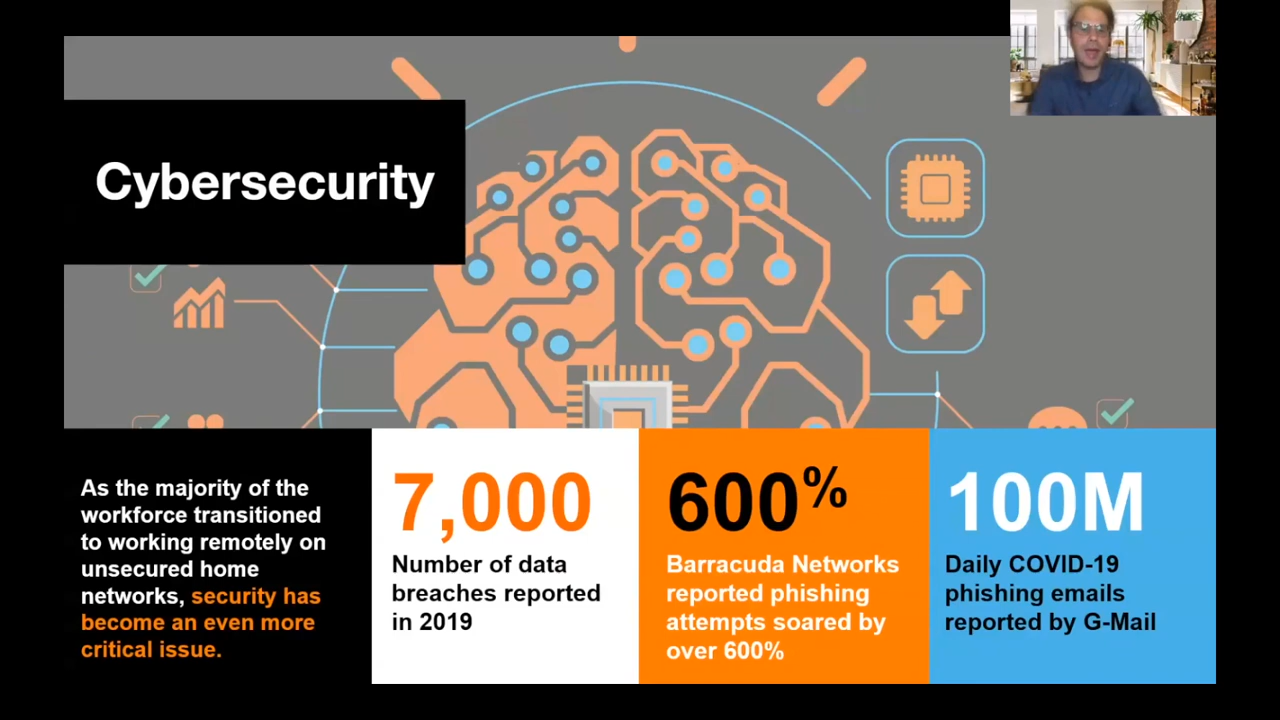 Cybersecurity
As the majority of the
workforce transitioned
to working remotely on
unsecured home
networks, security has
become an even more
critical issue.
7,000
Number of data
breaches reported
in 2019
600%
Barracuda Networks
reported phishing
attempts soared by
over 600%
100M
Daily COVID-19
phishing emails
reported by G-Mail